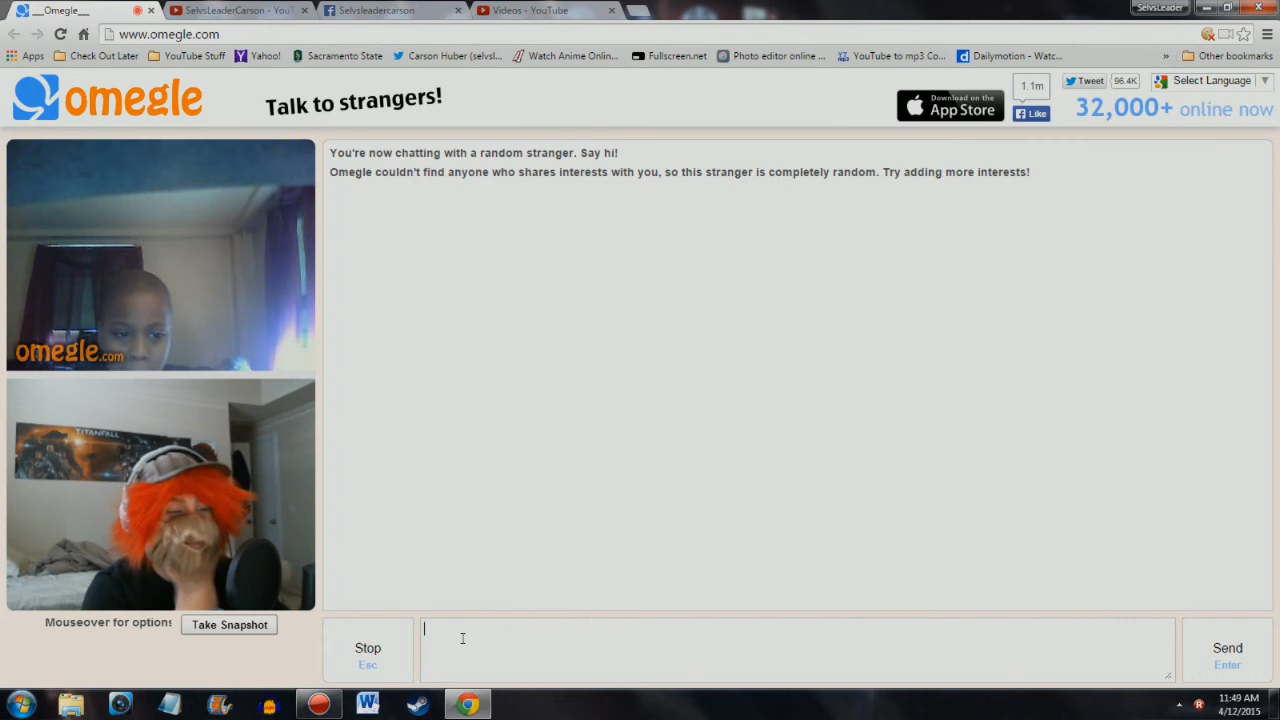 __Omegle__
SelvsLeaderCarson - YouT
Selvsleadercarson
Videos - YouTube
SelvsLeader
www.omegle.com
Apps
Check Out Later
YouTube Stuff
Yahoo!
Sacramento State
Carson Huber (selvsl...
Watch Anime Onlin...
Fullscreen.net
Photo editor online ...
YouTube to mp3 Co...
Dailymotion - Watc...
»
Other bookmarks
omegle
Talk to strangers!
Download on the
App Store
1.1m
Like
Tweet
96.4K
Select Language
32,000+ online now
You're now chatting with a random stranger. Say hi!
Omegle couldn't find anyone who shares interests with you, so this stranger is completely random. Try adding more interests!
omegle.com
TITANFALL
Mouseover for options
Take Snapshot
Stop
Esc
Send
Enter
11:49 AM
4/12/2015